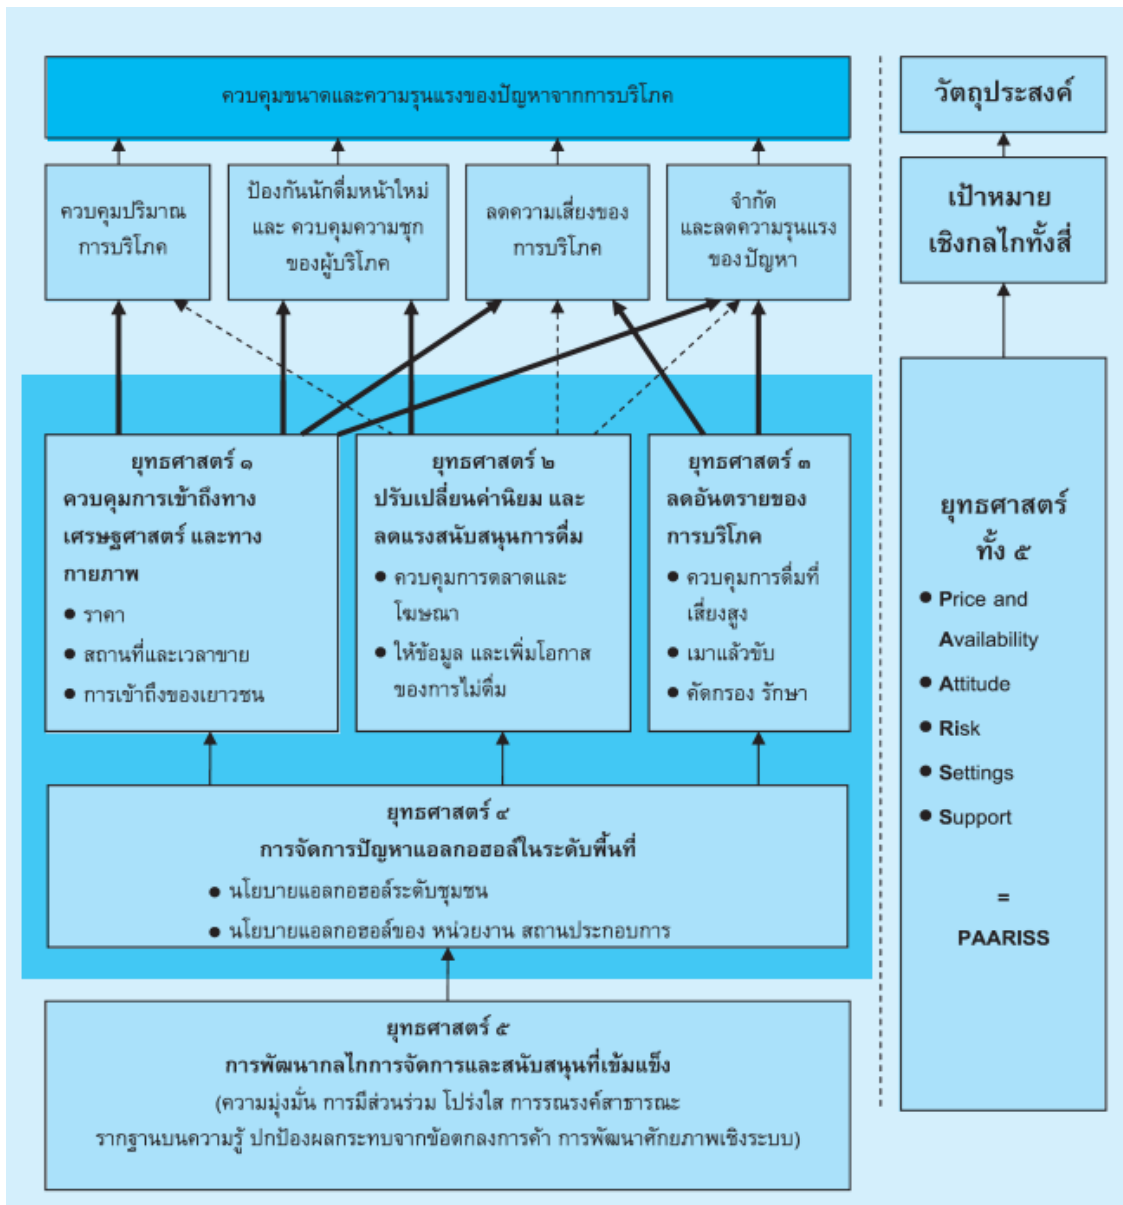 ควบคุมขนาดและความรุนแรงของปัญหาจากการบริโภค
ควบคุมปริมาณ
การบริโภค
ป้องกันนักดื่มหน้าใหม่
และ ควบคุมความชุก
ของผู้บริโภค
ลดความเสี่ยงของ
การบริโภค
จำกัด
และลดความรุนแรง
ของปัญหา
ยุทธศาสตร์ ๑
ควบคุมการเข้าถึงทาง
เศรษฐศาสตร์ และทาง
กายภาพ
● ราคา
● สถานที่และเวลาขาย
● การเข้าถึงของเยาวชน
ยุทธศาสตร์ ๒
ปรับเปลี่ยนค่านิยม และ
ลดแรงสนับสนุนการดื่ม
● ควบคุมการตลาดและ
โฆษณา
● ให้ข้อมูล และเพิ่มโอกาส
ของการไม่ดื่ม
ยุทธศาสตร์ ๓
ลดอันตรายของ
การบริโภค
● ควบคุมการดื่มที่
เสี่ยงสูง
● เมาแล้วขับ
● คัดกรอง รักษา
ยุทธศาสตร์ ๔
การจัดการปัญหาแอลกอฮอล์ในระดับพื้นที่
● นโยบายแอลกอฮอล์ระดับชุมชน
● นโยบายแอลกอฮอล์ของ หน่วยงาน สถานประกอบการ
ยุทธศาสตร์ ๕
การพัฒนากลไกการจัดการและสนับสนุนที่เข้มแข็ง
(ความมุ่งมั่น การมีส่วนร่วม โปร่งใส การรณรงค์สาธารณะ
รากฐานบนความรู้ ปกป้องผลกระทบจากข้อตกลงการค้า การพัฒนาศักยภาพเชิงระบบ)
วัตถุประสงค์
เป้าหมาย
เชิงกลไกทั้งสี่
ยุทธศาสตร์
ทั้ง ๕
● Price and
Availability
● Attitude
● Risk
● Settings
● Support
=
PAARISS